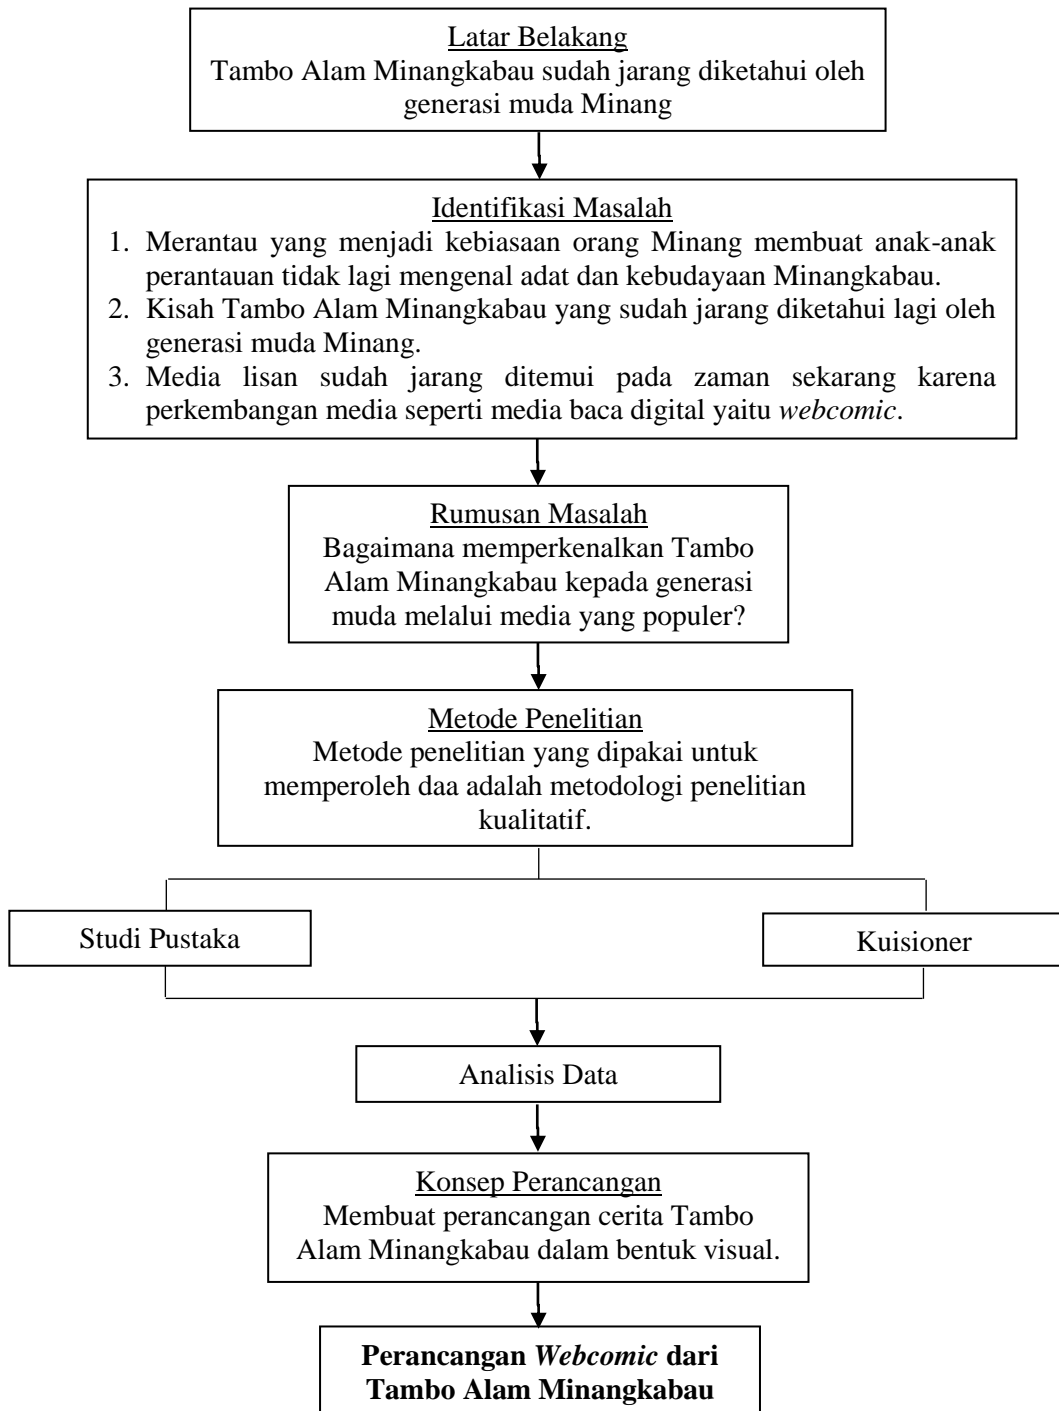 Latar Belakang
Tambo Alam Minangkabau sudah jarang diketahui oleh
generasi muda Minang
Identifikasi Masalah
1. Merantau yang menjadi kebiasaan orang Minang membuat anak-anak
perantauan tidak lagi mengenal adat dan kebudayaan Minangkabau.
2. Kisah Tambo Alam Minangkabau yang sudah jarang diketahui lagi oleh
generasi muda Minang.
3. Media lisan sudah jarang ditemui pada zaman sekarang karena
perkembangan media seperti media baca digital yaitu webcomic.
Rumusan Masalah
Bagaimana memperkenalkan Tambo
Alam Minangkabau kepada generasi
muda melalui media yang populer?
Metode Penelitian
Metode penelitian yang dipakai untuk
memperoleh daa adalah metodologi penelitian
kualitatif.
Studi Pustaka
Kuisioner
Analisis Data
Konsep Perancangan
Membuat perancangan cerita Tambo
Alam Minangkabau dalam bentuk visual.
Perancangan Webcomic dari
Tambo Alam Minangkabau